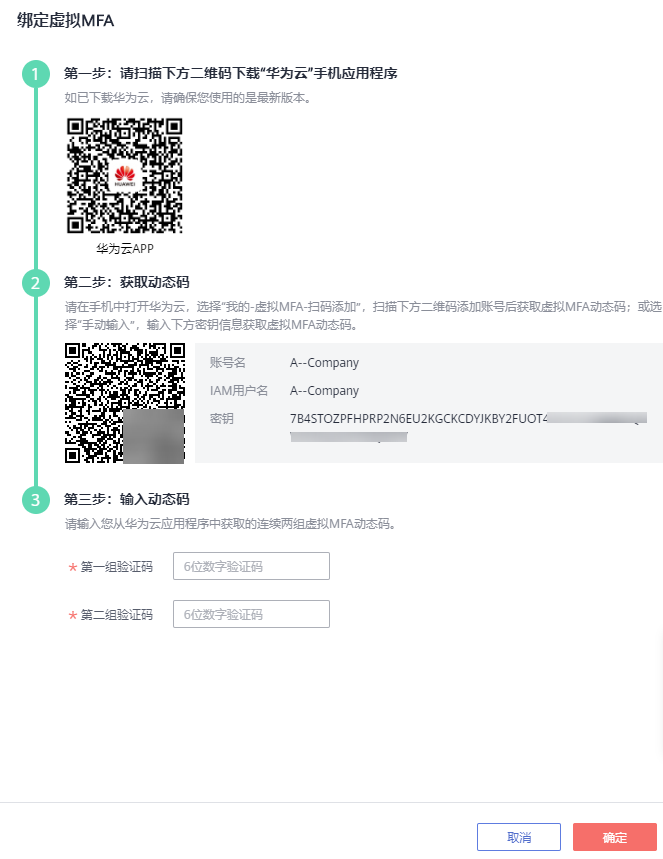 绑定虚拟MFA
1
第一步：请扫描下方二维码下载“华为云”手机应用程序
如已下载华为云，请确保您使用的是最新版本。
HUAWEI
华为云APP
2
第二步：获取动态码
请在手机中打开华为云，选择“我的-虚拟MFA-扫码添加“，扫描下方二维码添加账号后获取虚拟MFA动态码；或选
择“手动输入“，输入下方密钥信息获取虚拟MFA动态码。
账号名 A--Company
IAM用户名 A--Company
密钥 7B4STOZPFHPRP2N6EU2KGCKCDYJKBY2FUOT4
3
第三步：输入动态码
请输入您从华为云应用程序中获取的连续两组虚拟MFA动态码。
* 第一组验证码 6位数字验证码
* 第二组验证码 6位数字验证码
取消 确定